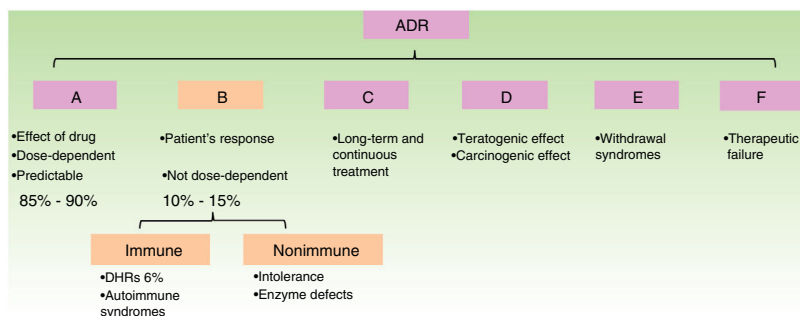 ADR
A
•Effect of drug
•Dose-dependent
•Predictable
85% - 90%
B
•Patient's response
•Not dose-dependent
10% - 15%
C
•Long-term and
continuous
treatment
D
•Teratogenic effect
•Carcinogenic effect
E
•Withdrawal
syndromes
F
•Therapeutic
failure
Immune
•DHRs 6%
•Autoimmune
syndromes
Nonimmune
•Intolerance
•Enzyme defects